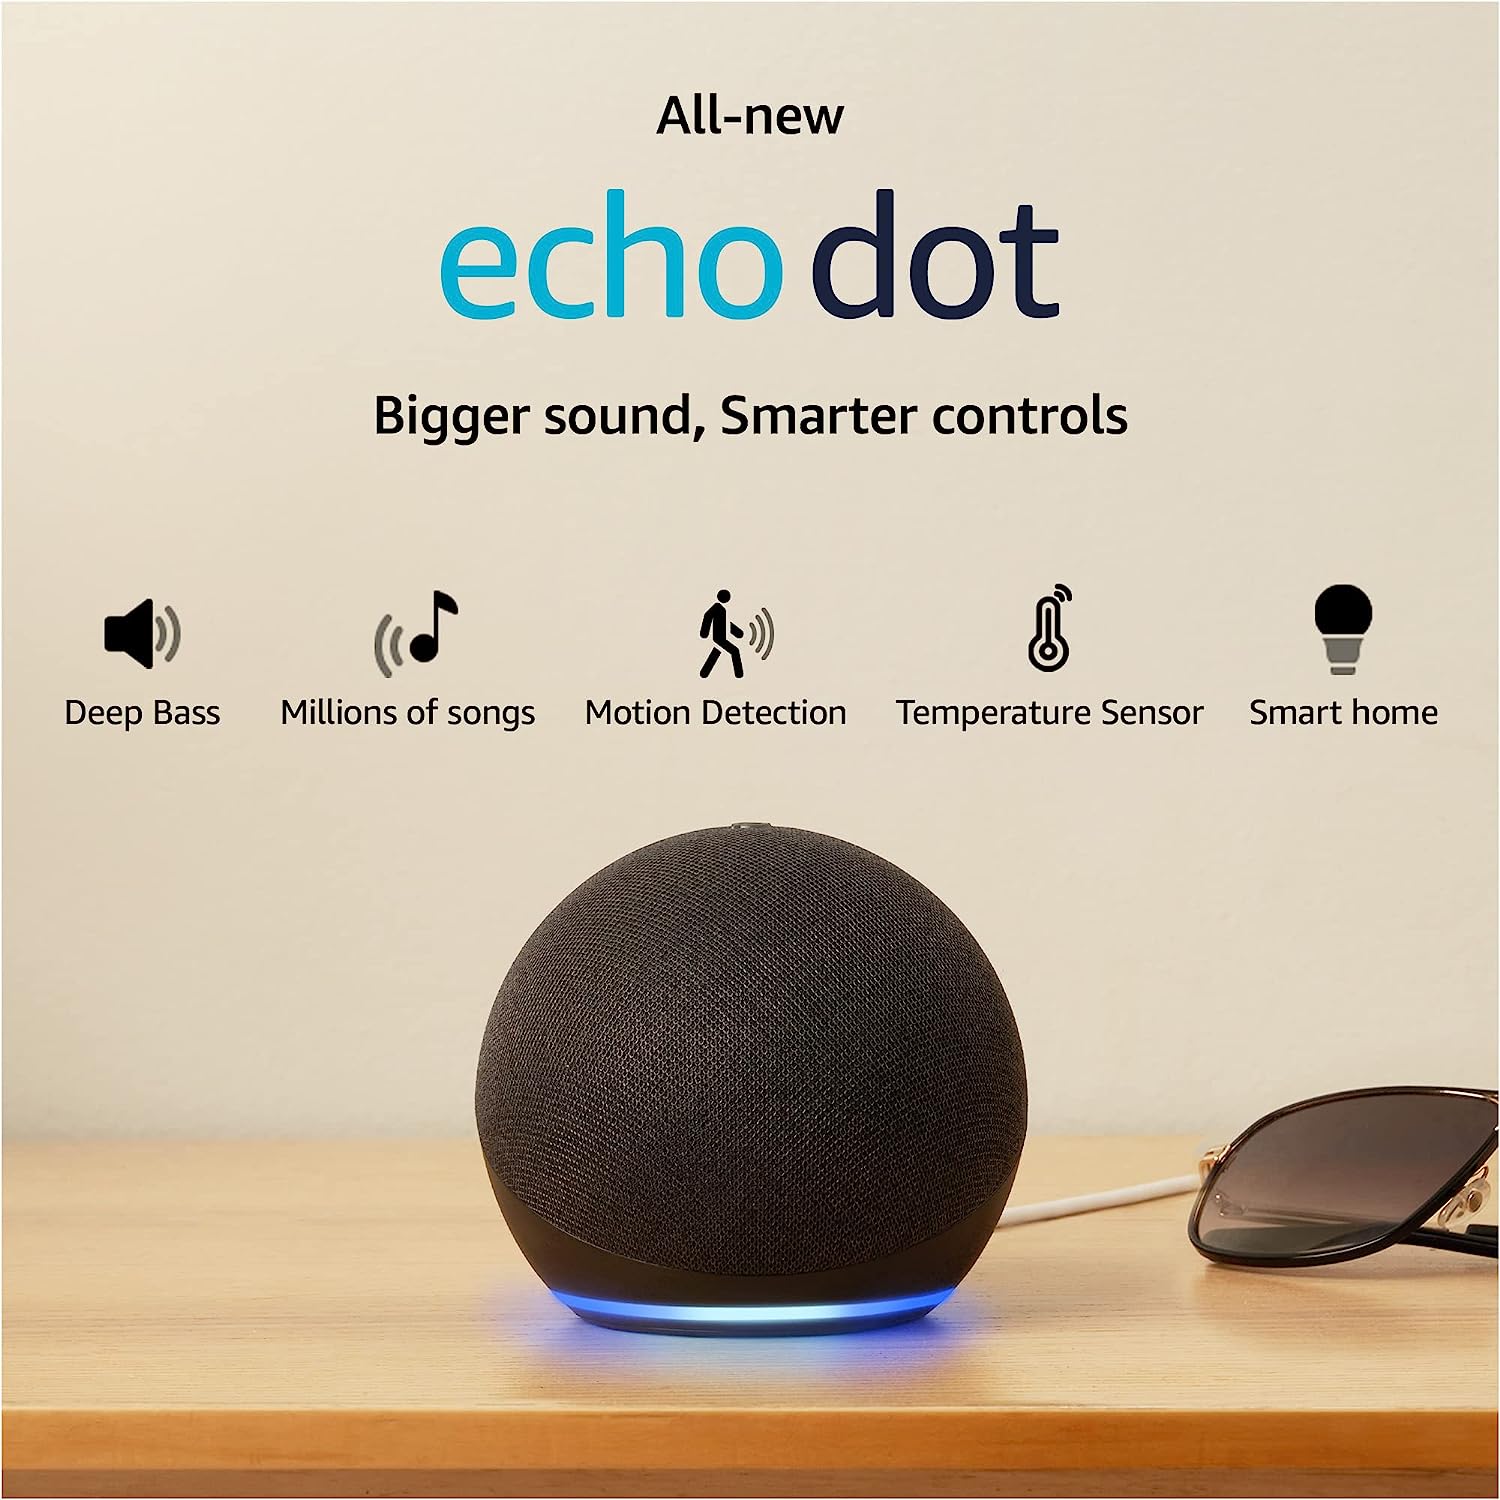 All-new
echo dot
Bigger sound, Smarter controls
Deep Bass
Millions of songs
Motion Detection
Temperature Sensor
Smart home